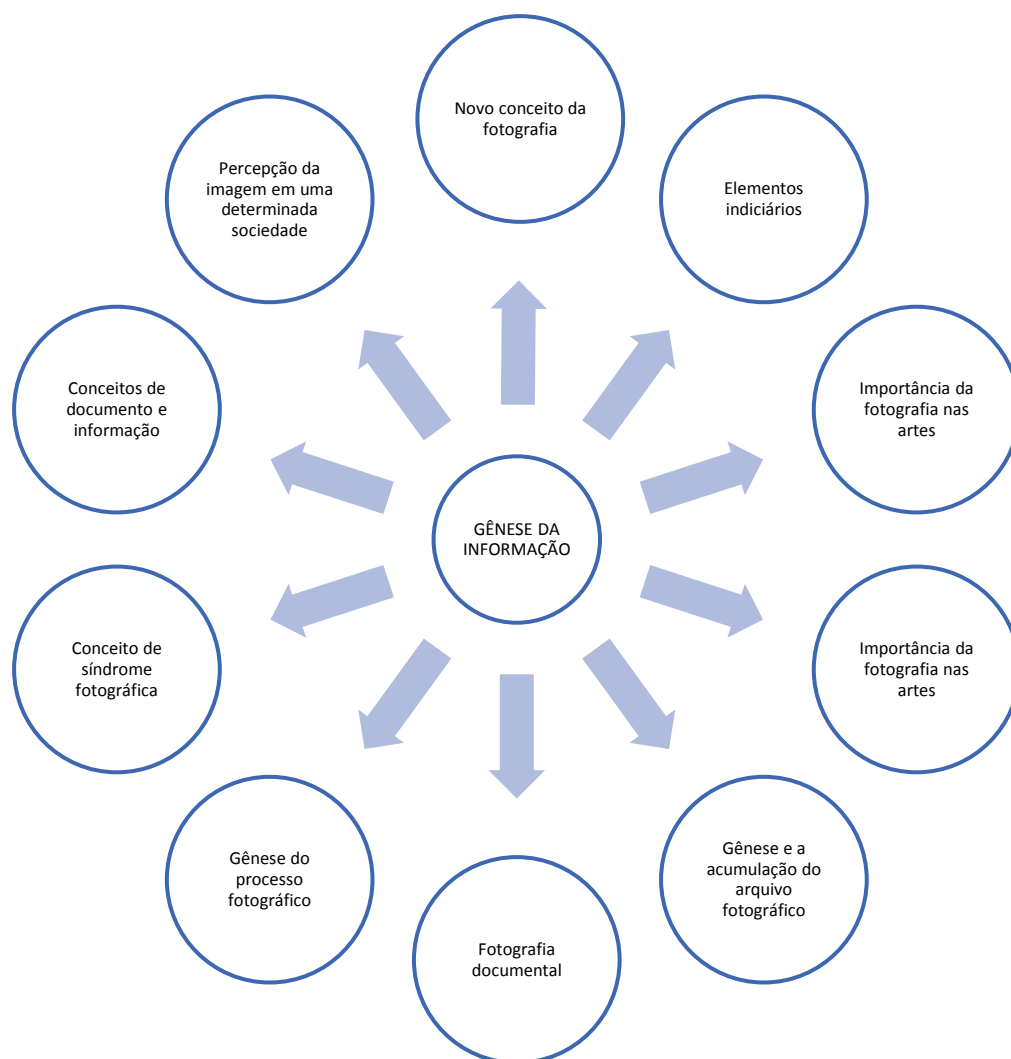 Novo conceito da
fotografia
Percepção da
imagem em uma
determinada
sociedade
Elementos
indiciários
Conceitos de
documento e
informação
Importância da
fotografia nas
artes
GÊNESE DA
INFORMAÇÃO
Conceito de
síndrome
fotográfica
Importância da
fotografia nas
artes
Gênese do
processo
fotográfico
Gênese e a
acumulação do
arquivo
fotográfico
Fotografia
documental